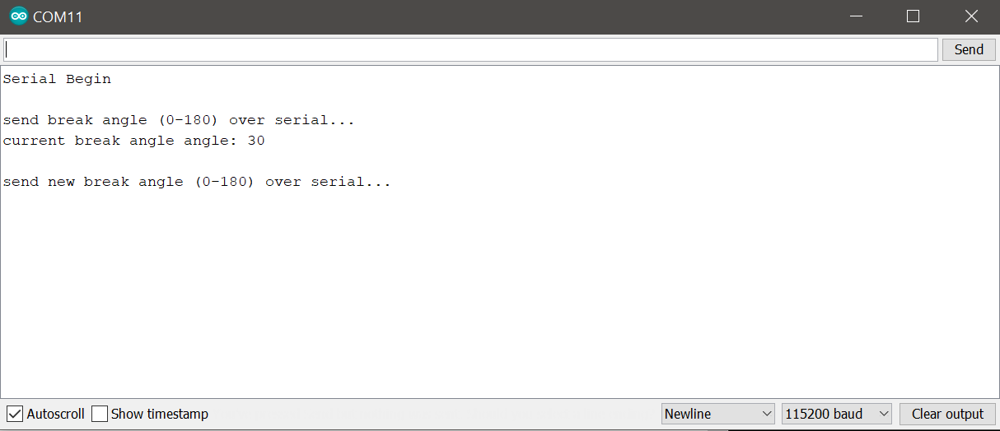 COM11
Send
Serial Begin
send break angle (0-180) over serial...
current break angle angle: 30
send new break angle (0-180) over serial...
Autoscroll Show timestamp Newline 115200 baud Clear output